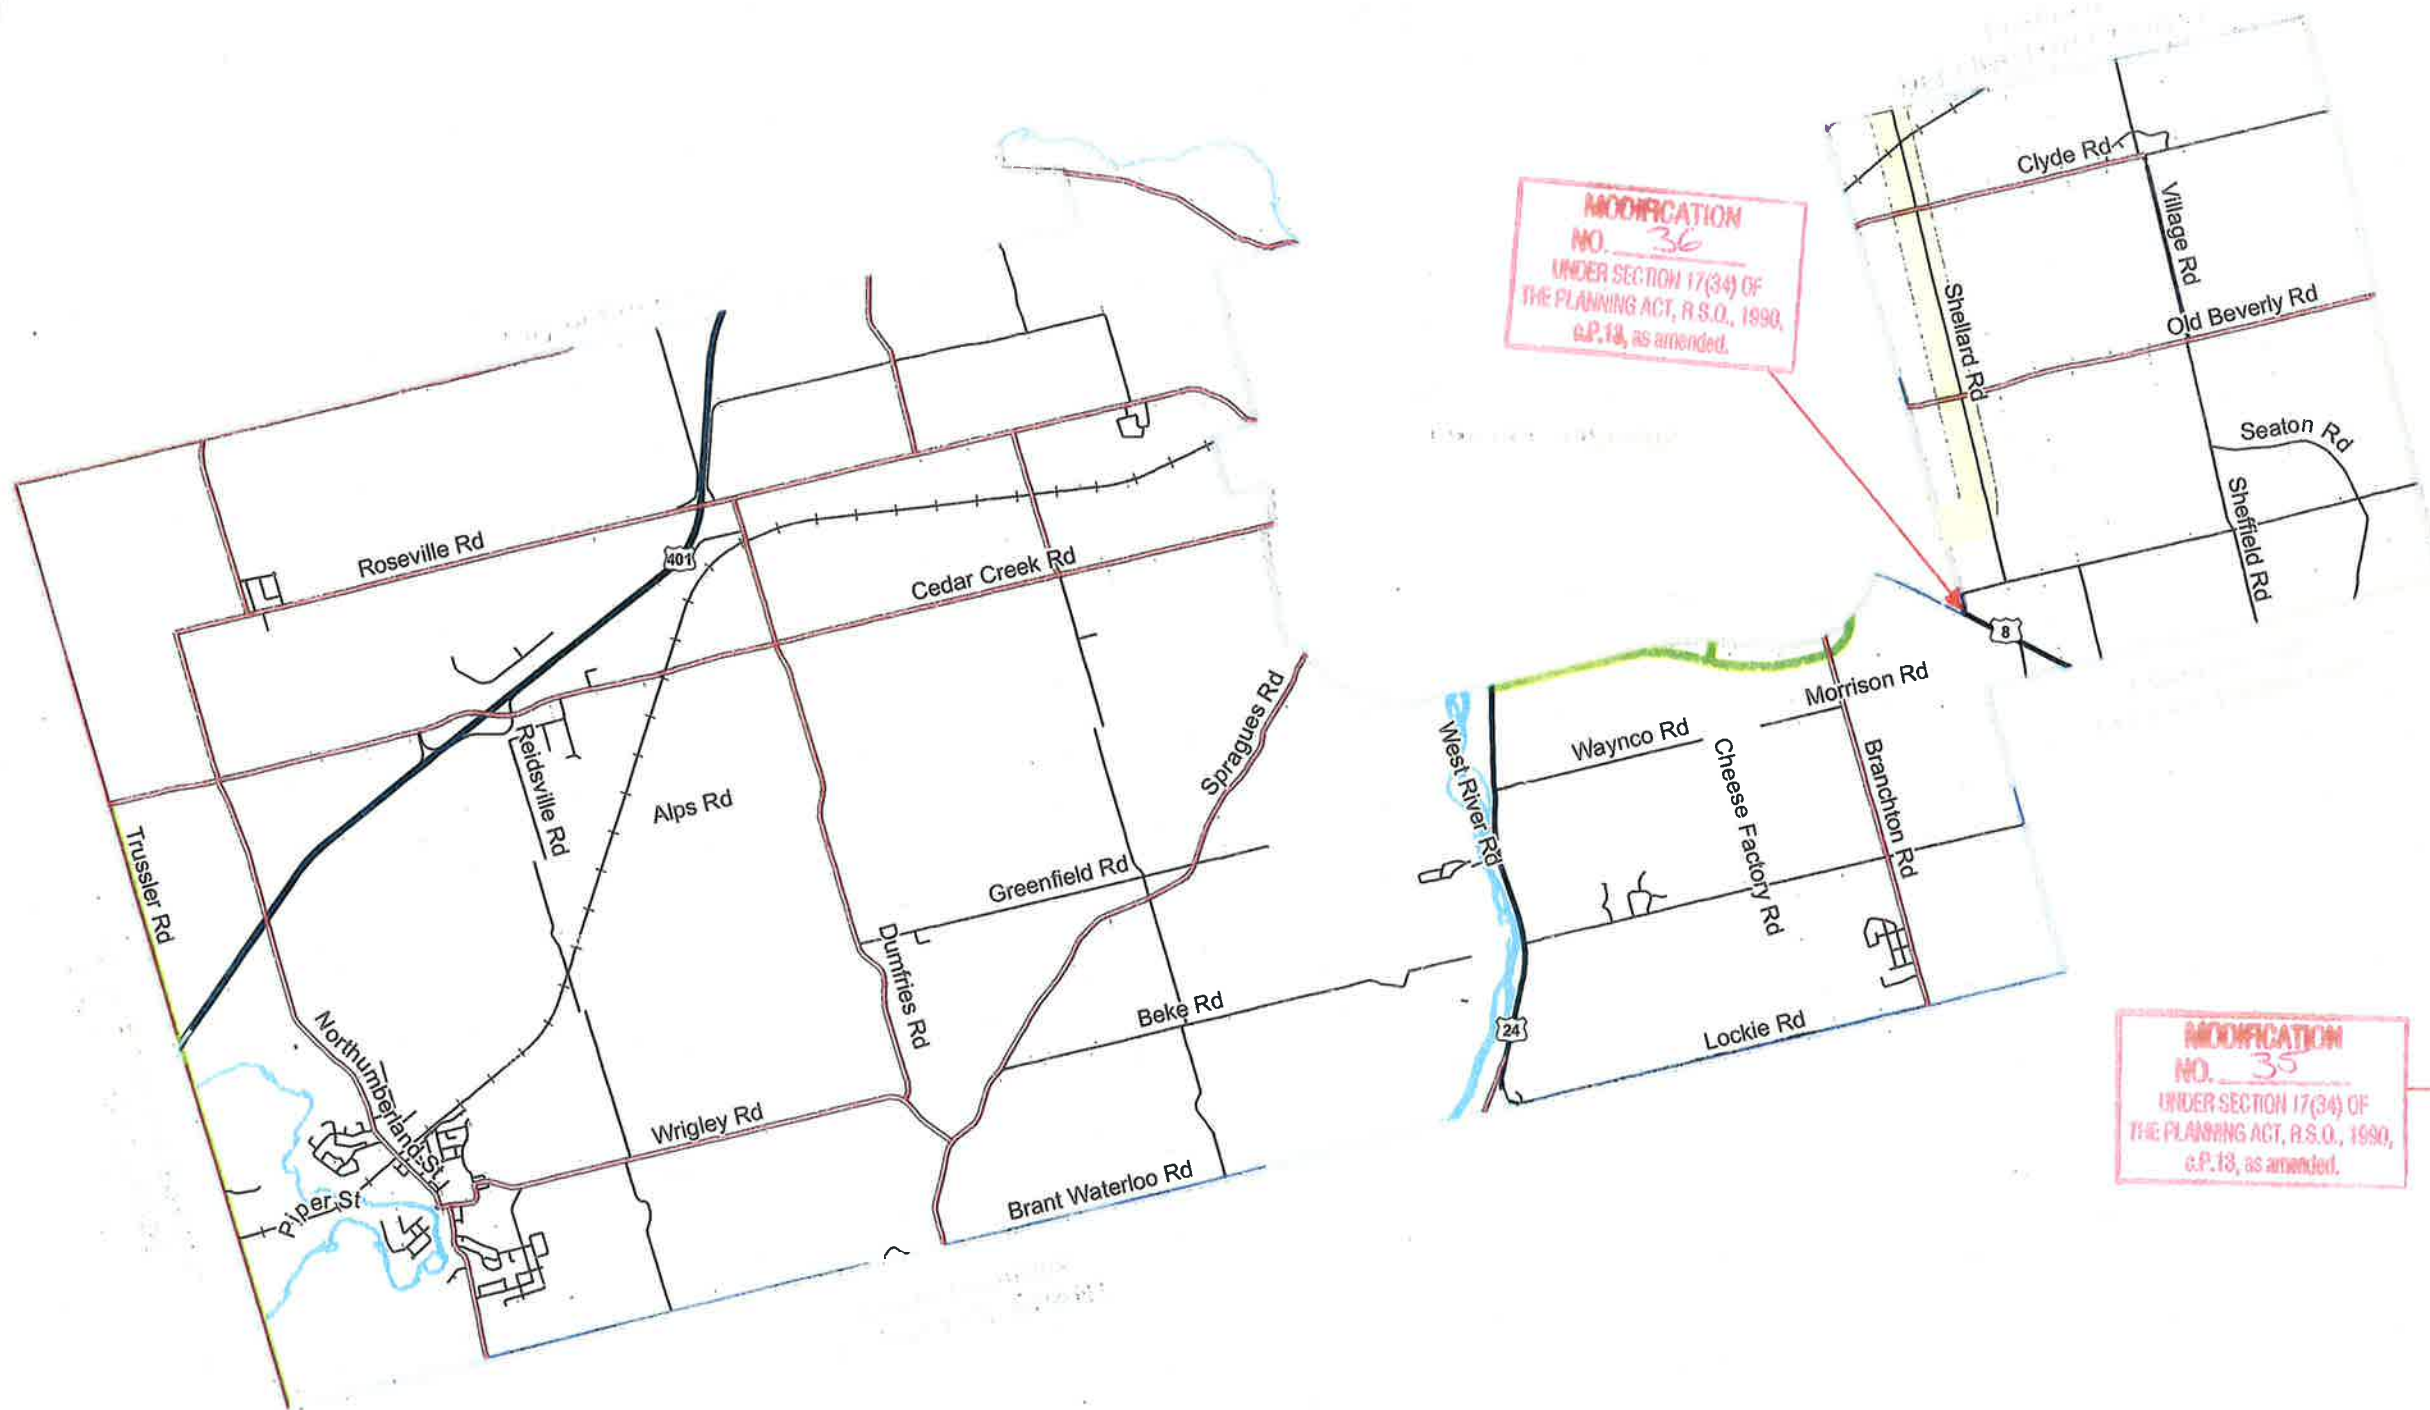 MODIFICATION
NO. 36
UNDER SECTION 17(34) OF
THE PLANNING ACT, R.S.O., 1990,
c.P.13, as amended.
Clyde Rd
Village Rd
Shellard Rd
Old Beverly Rd
Seaton Rd
Sheffield Rd
Roseville Rd
401
Cedar Creek Rd
8
Morrison Rd
Spragues Rd
West River Rd
Waynco Rd
Cheese Factory Rd
Branchton Rd
Reidsville Rd
Alps Rd
Trussler Rd
Greenfield Rd
Dumfries Rd
Beke Rd
24
Lockie Rd
Northumberland St
Wrigley Rd
Piper St
Brant Waterloo Rd
MODIFICATION
NO. 35
UNDER SECTION 17(34) OF
THE PLANNING ACT, R.S.O., 1990,
c.P.13, as amended.